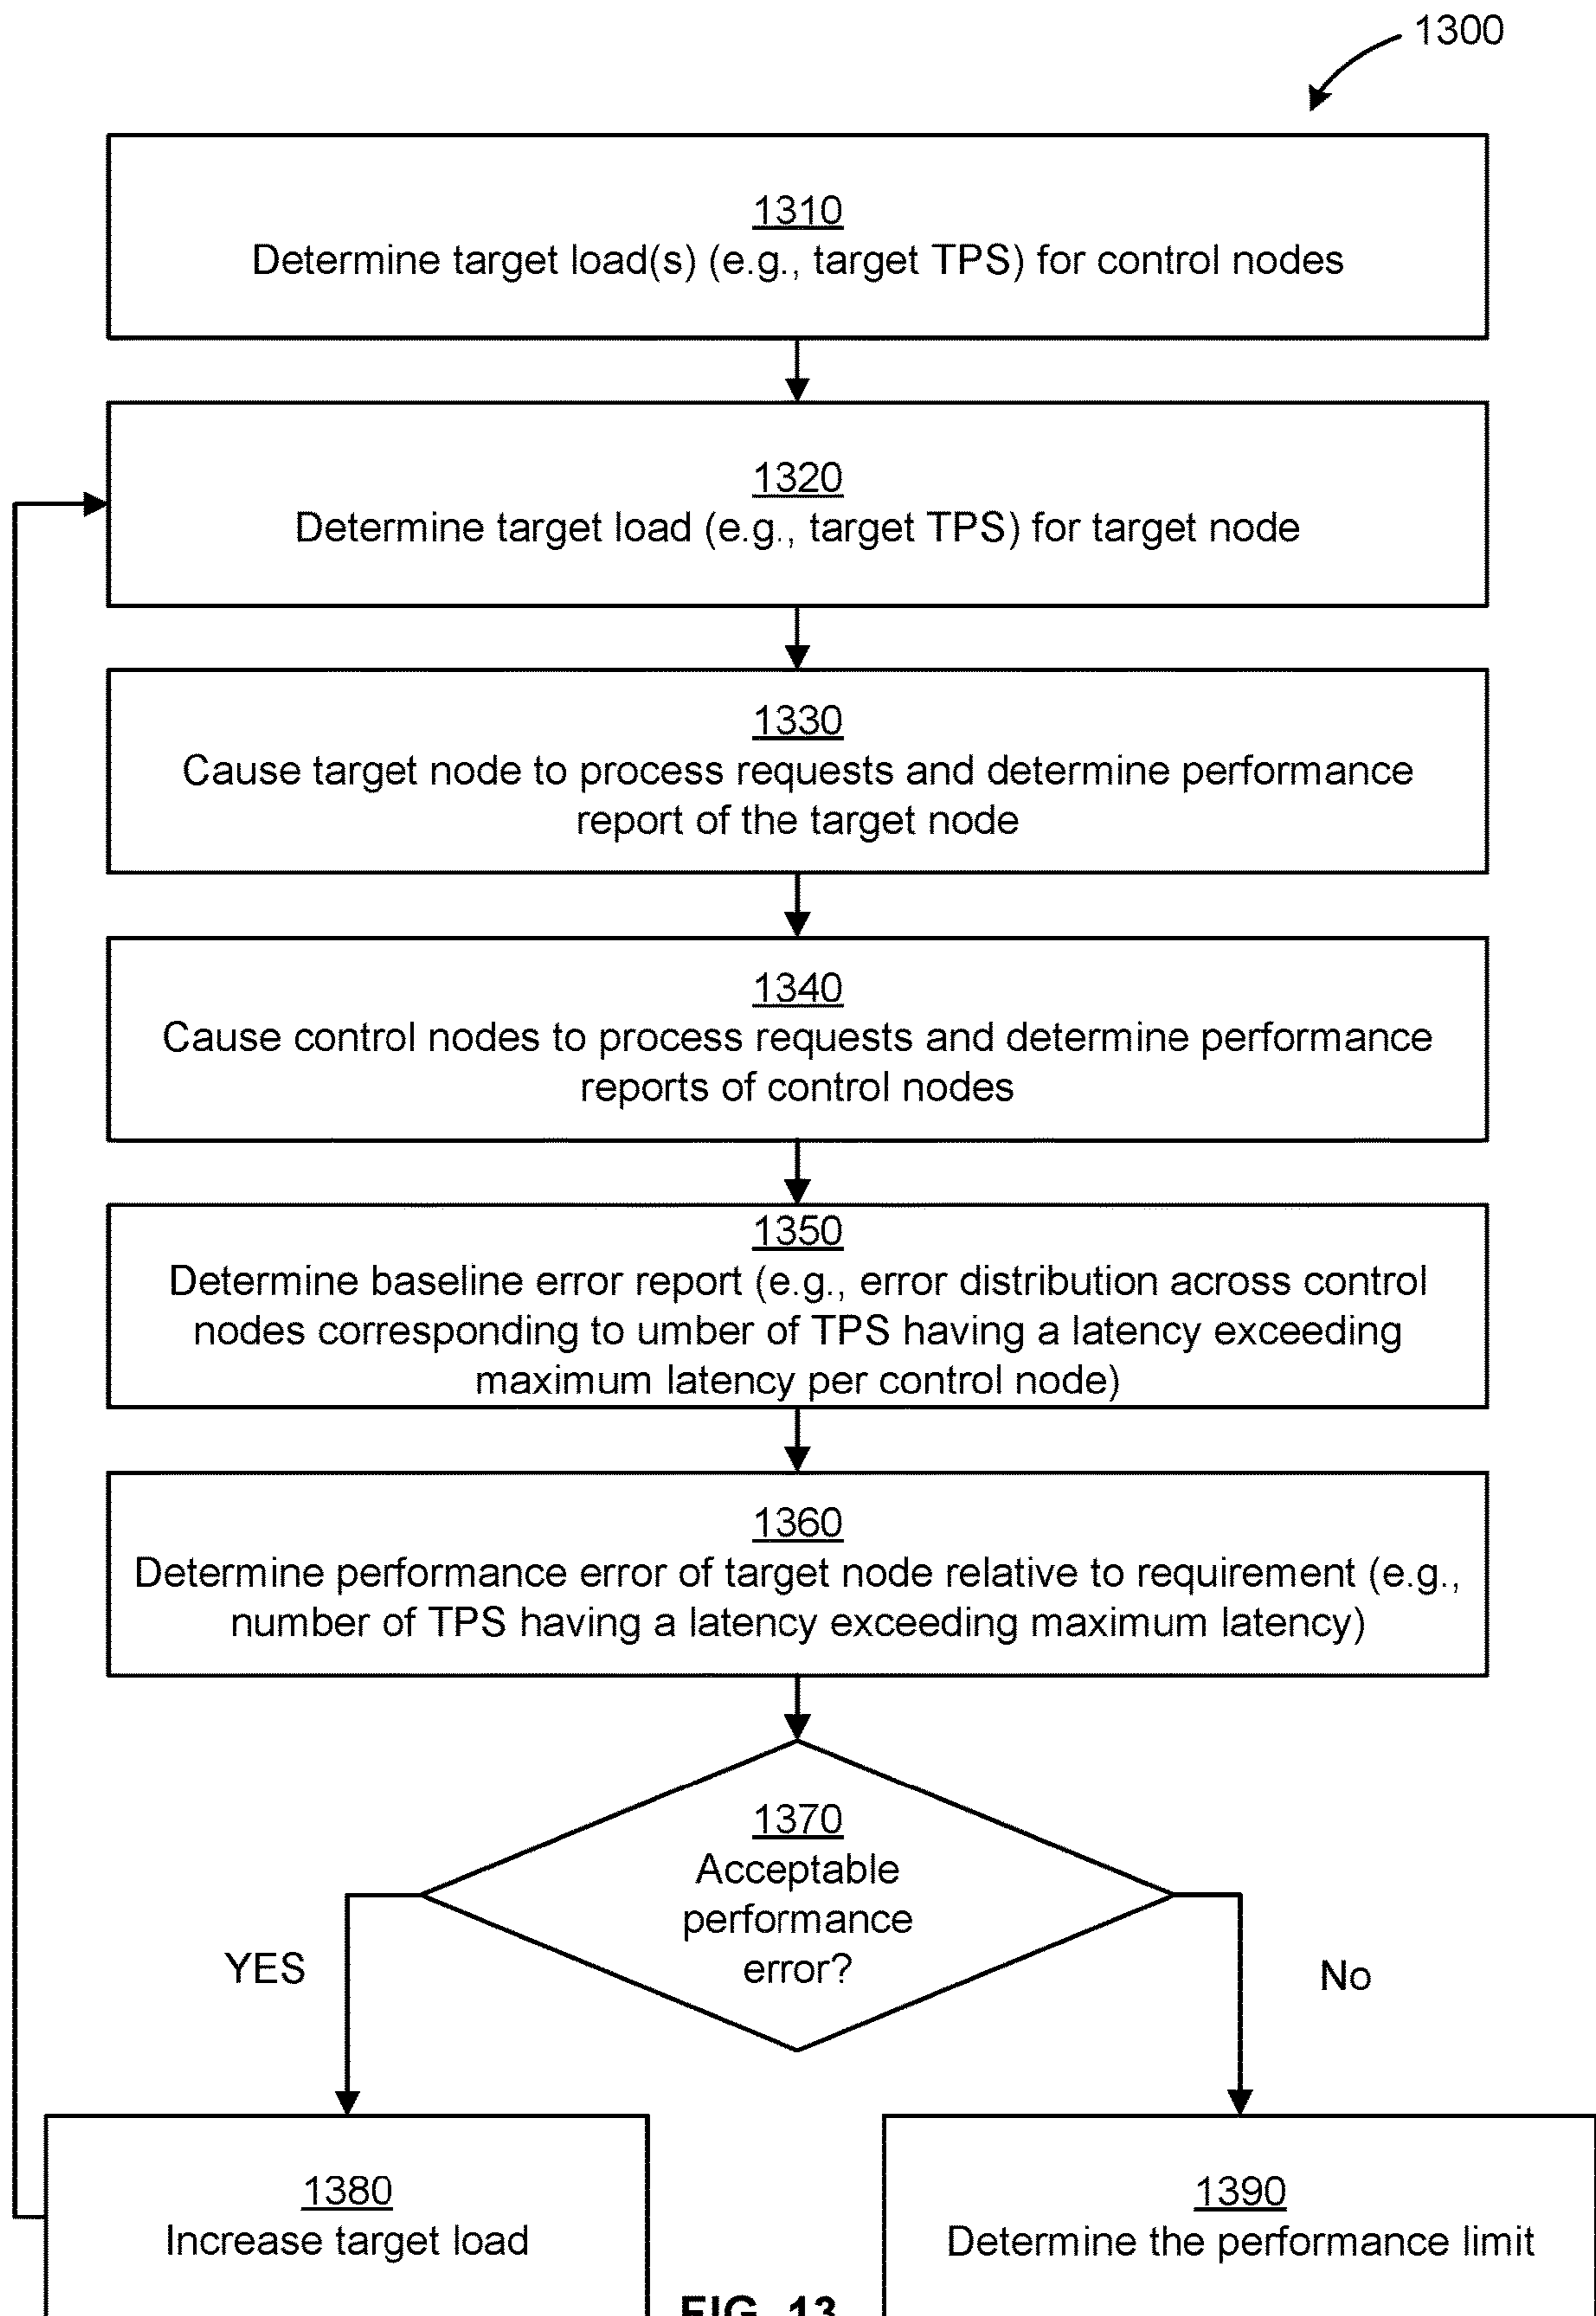 1300
1310
Determine target load(s) (e.g., target TPS) for control nodes
1320
Determine target load (e.g., target TPS) for target node
1330
Cause target node to process requests and determine performance
report of the target node
1340
Cause control nodes to process requests and determine performance
reports of control nodes
1350
Determine baseline error report (e.g., error distribution across control
nodes corresponding to umber of TPS having a latency exceeding
maximum latency per control node)
1360
Determine performance error of target node relative to requirement (e.g.,
number of TPS having a latency exceeding maximum latency)
1370
Acceptable
performance
error?
YES
No
1380
Increase target load
1390
Determine the performance limit
FIG. 13